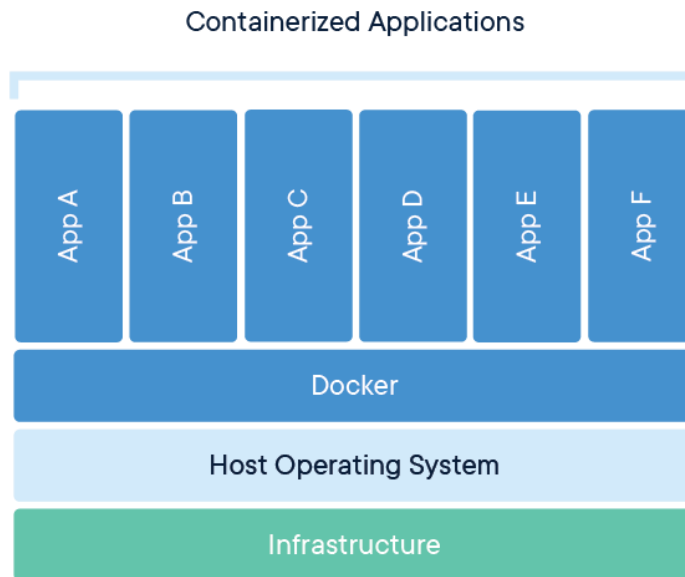 Containerized Applications
App A
App B
App C
App D
App E
App F
Docker
Host Operating System
Infrastructure